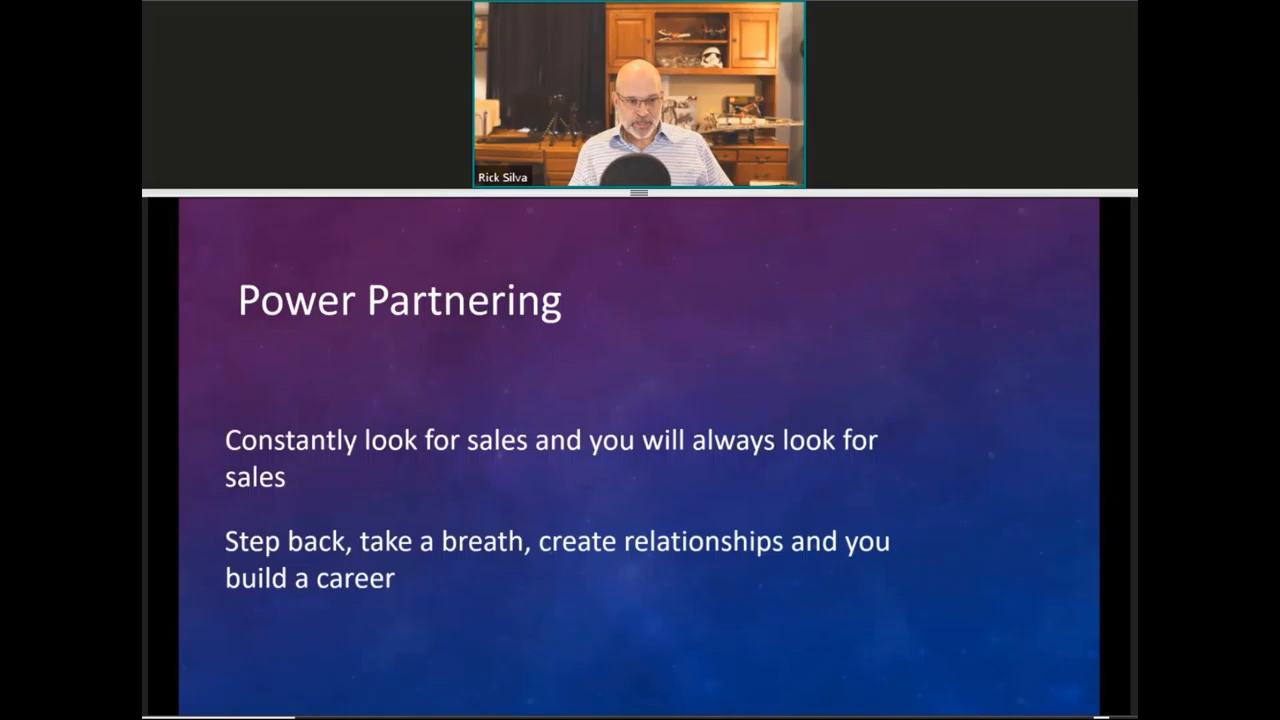 Rick Silva
Power Partnering
Constantly look for sales and you will always look for
sales
Step back, take a breath, create relationships and you
build a career